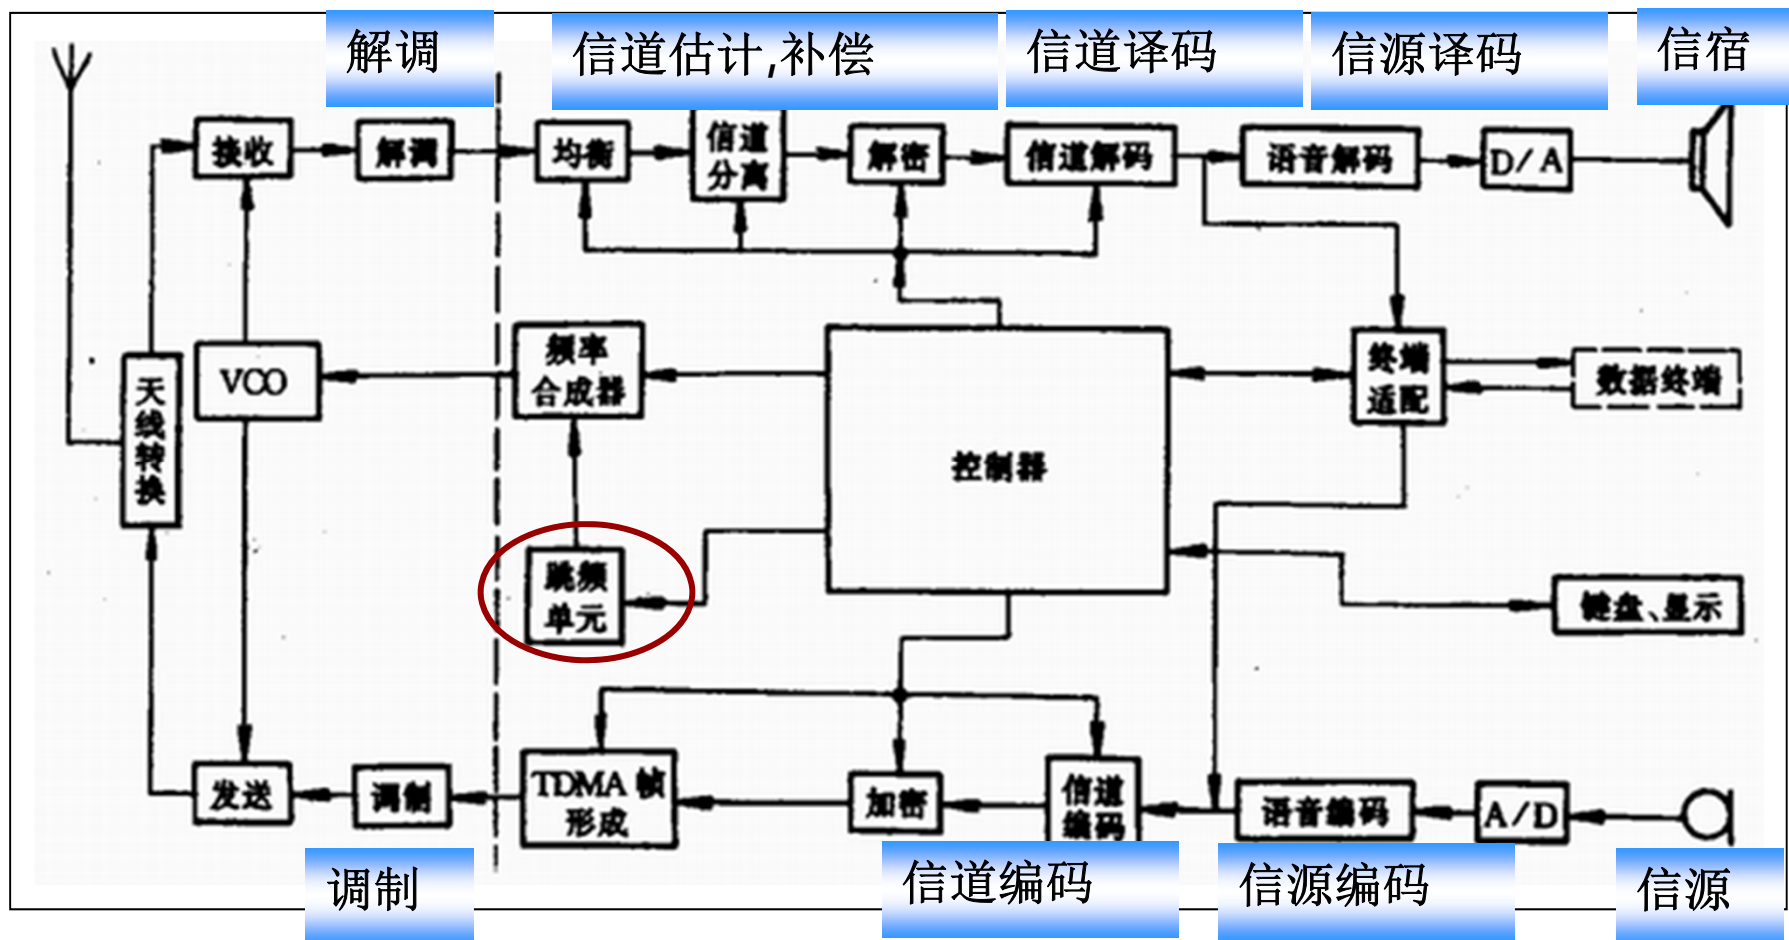 解调
信道估计,补偿
信道译码
信源译码
信宿
接收
解调
均衡
信道
分离
解密
信道解码
语音解码
D/A
天线转换
VCO
频率
合成器
控制器
终端
适配
数据终端
跳频
单元
键盘、显示
发送
调制
TDMA 帧
形成
加密
信道
编码
语音编码
A/D
调制
信道编码
信源编码
信源